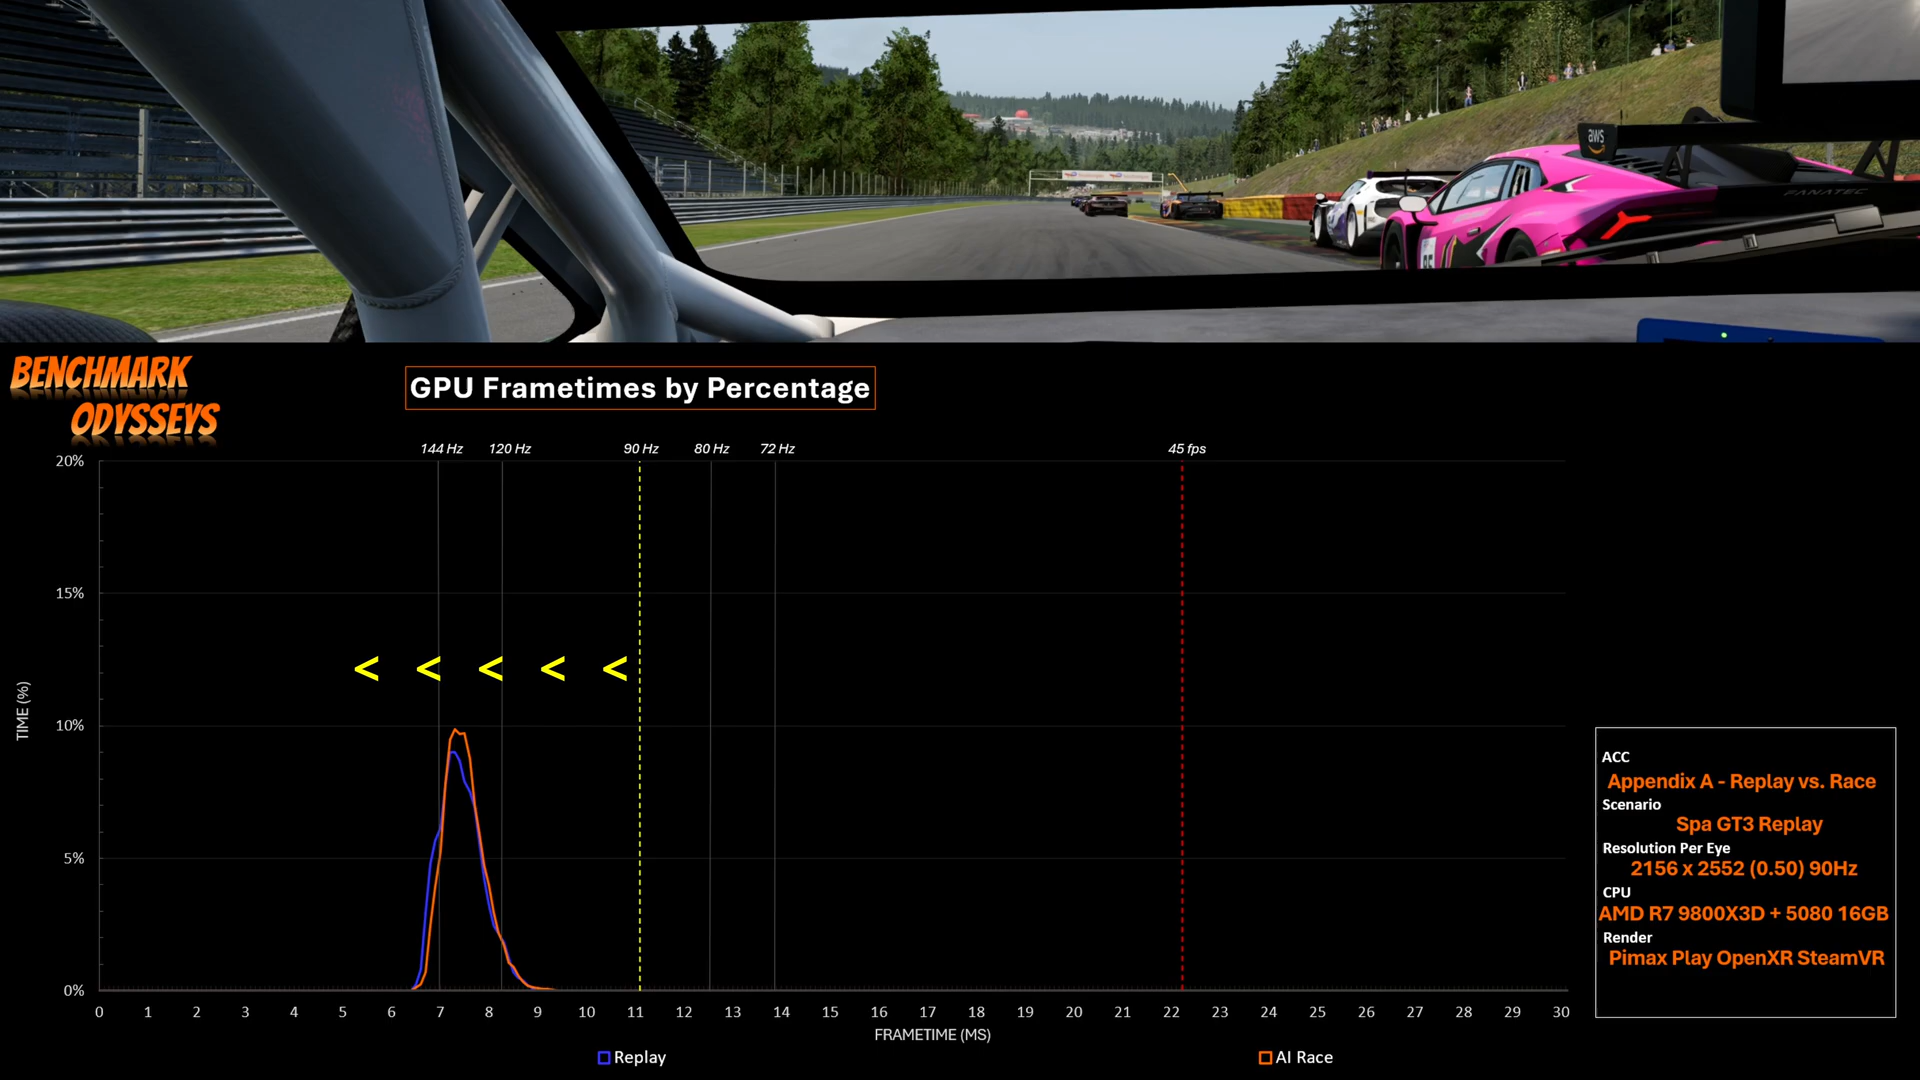 aws
FANATEC
BENCHMARK
ODYSSEYS
GPU Frametimes by Percentage
144 Hz 120 Hz 90 Hz 80 Hz 72 Hz 45 fps
20%
15%
10%
5%
0%
TIME (%)
< < < < <
0 1 2 3 4 5 6 7 8 9 10 11 12 13 14 15 16 17 18 19 20 21 22 23 24 25 26 27 28 29 30
FRAMETIME (MS)
Replay AI Race
ACC
Appendix A - Replay vs. Race
Scenario
Spa GT3 Replay
Resolution Per Eye
2156 x 2552 (0.50) 90Hz
CPU
AMD R7 9800X3D + 5080 16GB
Render
Pimax Play OpenXR SteamVR